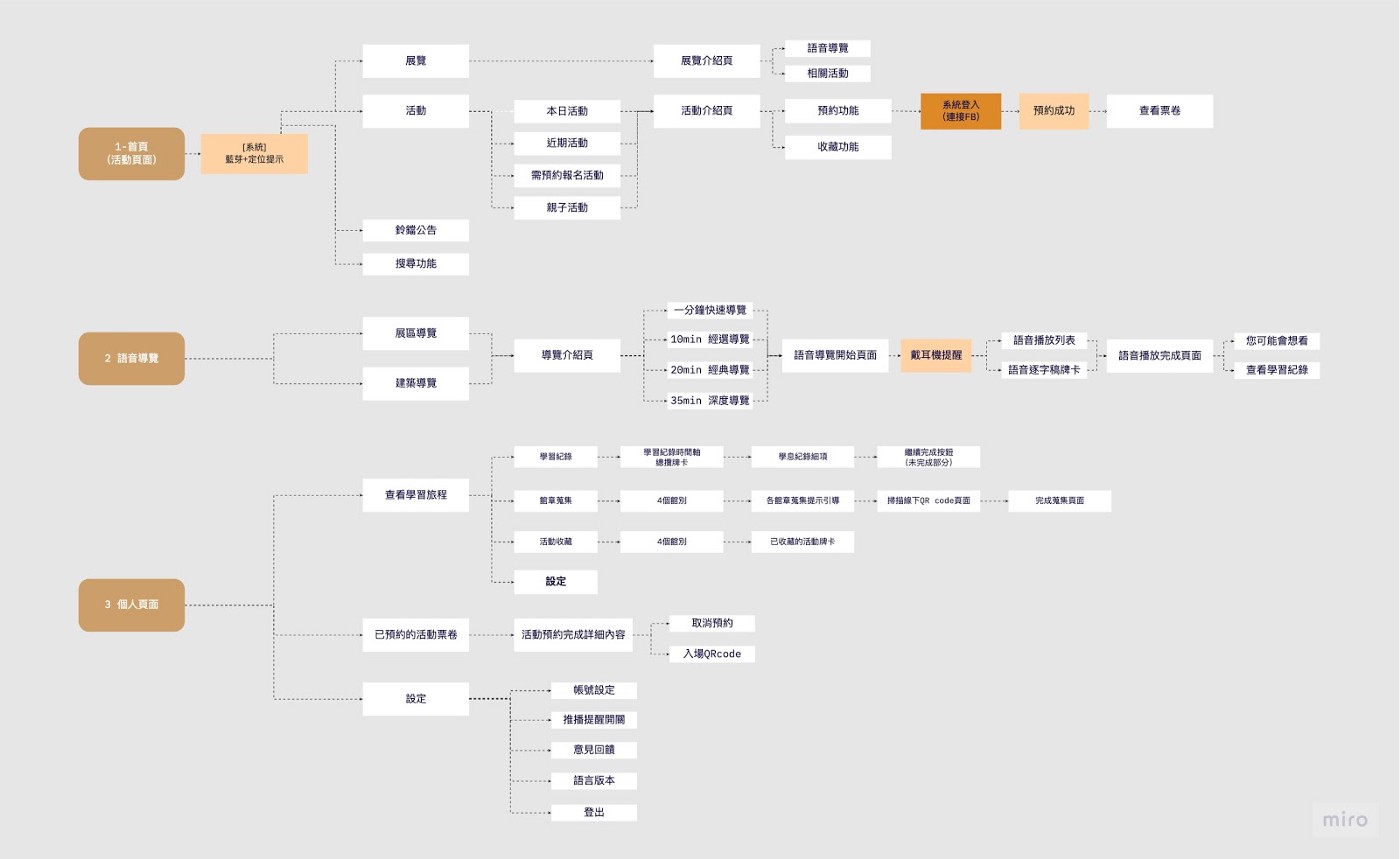 展覽
展覽介紹頁
語音導覽
相關活動
1-首頁
(活動頁面)
[系統]
藍芽+定位提示
活動
本日活動
近期活動
需預約報名活動
親子活動
活動介紹頁
預約功能
收藏功能
系統登入
(連接FB)
預約成功
查看票卷
鈴鐺公告
搜尋功能
2 語音導覽
展區導覽
建築導覽
導覽介紹頁
一分鐘快速導覽
10min 經選導覽
20min 經典導覽
35min 深度導覽
語音導覽開始頁面
戴耳機提醒
語音播放列表
語音逐字稿牌卡
語音播放完成頁面
您可能會想看
查看學習紀錄
3 個人頁面
查看學習旅程
學習紀錄
學習紀錄時間軸
總攬牌卡
學息紀錄細項
繼續完成按鈕
(未完成部分)
館章蒐集
4個館別
各館章蒐集提示引導
掃描線下QR code頁面
完成蒐集頁面
活動收藏
4個館別
已收藏的活動牌卡
設定
已預約的活動票卷
活動預約完成詳細內容
取消預約
入場QRcode
設定
帳號設定
推播提醒開關
意見回饋
語言版本
登出
miro